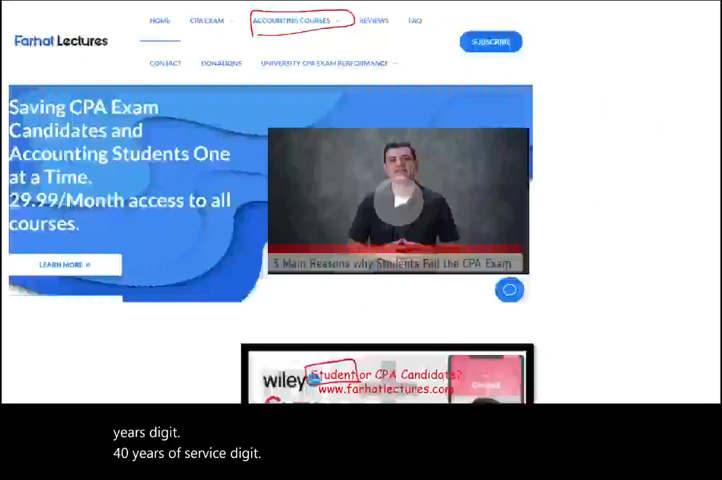 HOME CPA EXAM ACCOUNTING COURSES REVIEWS FAQ
Farhat Lectures
SUBSCRIBE
CONTACT DONATIONS UNIVERSITY CPA EXAM PERFORMANCE
Saving CPA Exam
Candidates and
Accounting Students One
at a Time.
29.99/Month access to all
courses.
LEARN MORE
3 Main Reasons why Students Fail the CPA Exam
wiley
Student or CPA Candidate?
www.farhatlectures.com
years digit.
40 years of service digit.